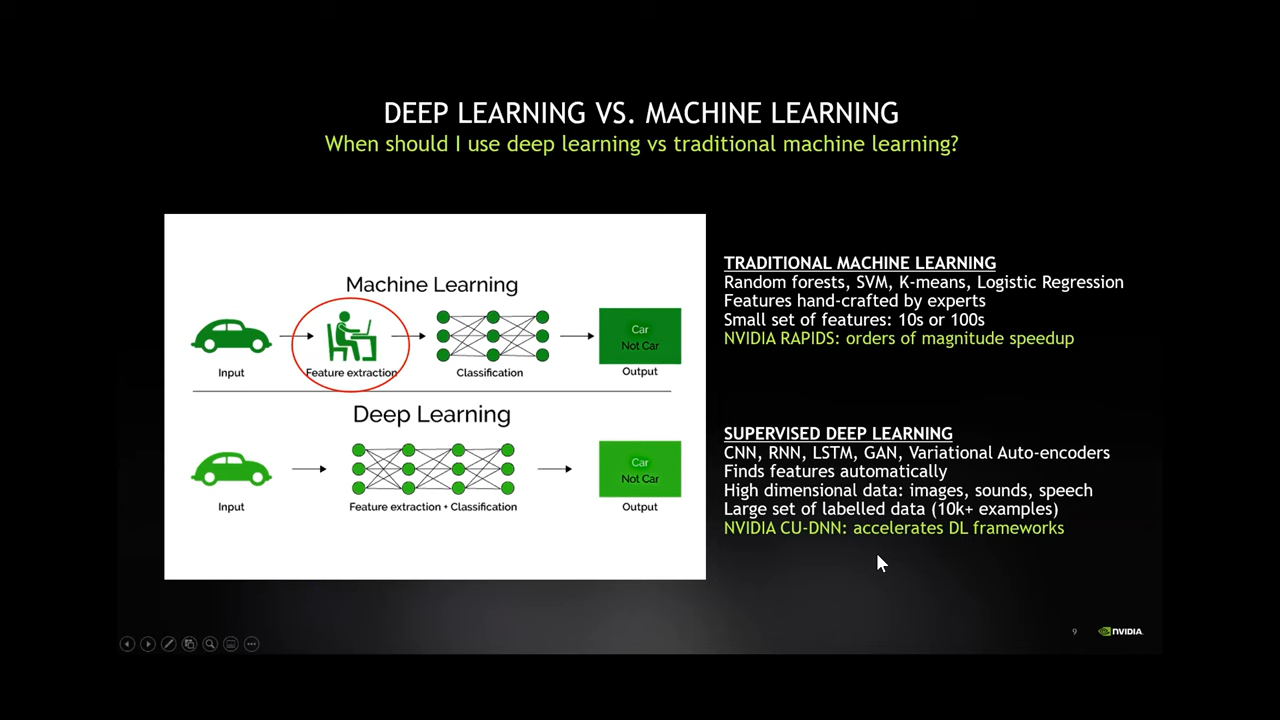 DEEP LEARNING VS. MACHINE LEARNING
When should I use deep learning vs traditional machine learning?
Machine Learning
Input
Feature extraction
Classification
Car
Not Car
Output
Deep Learning
Input
Feature extraction + Classification
Car
Not Car
Output
TRADITIONAL MACHINE LEARNING
Random forests, SVM, K-means, Logistic Regression
Features hand-crafted by experts
Small set of features: 10s or 100s
NVIDIA RAPIDS: orders of magnitude speedup
SUPERVISED DEEP LEARNING
CNN, RNN, LSTM, GAN, Variational Auto-encoders
Finds features automatically
High dimensional data: images, sounds, speech
Large set of labelled data (10k+ examples)
NVIDIA CU-DNN: accelerates DL frameworks
9
NVIDIA.